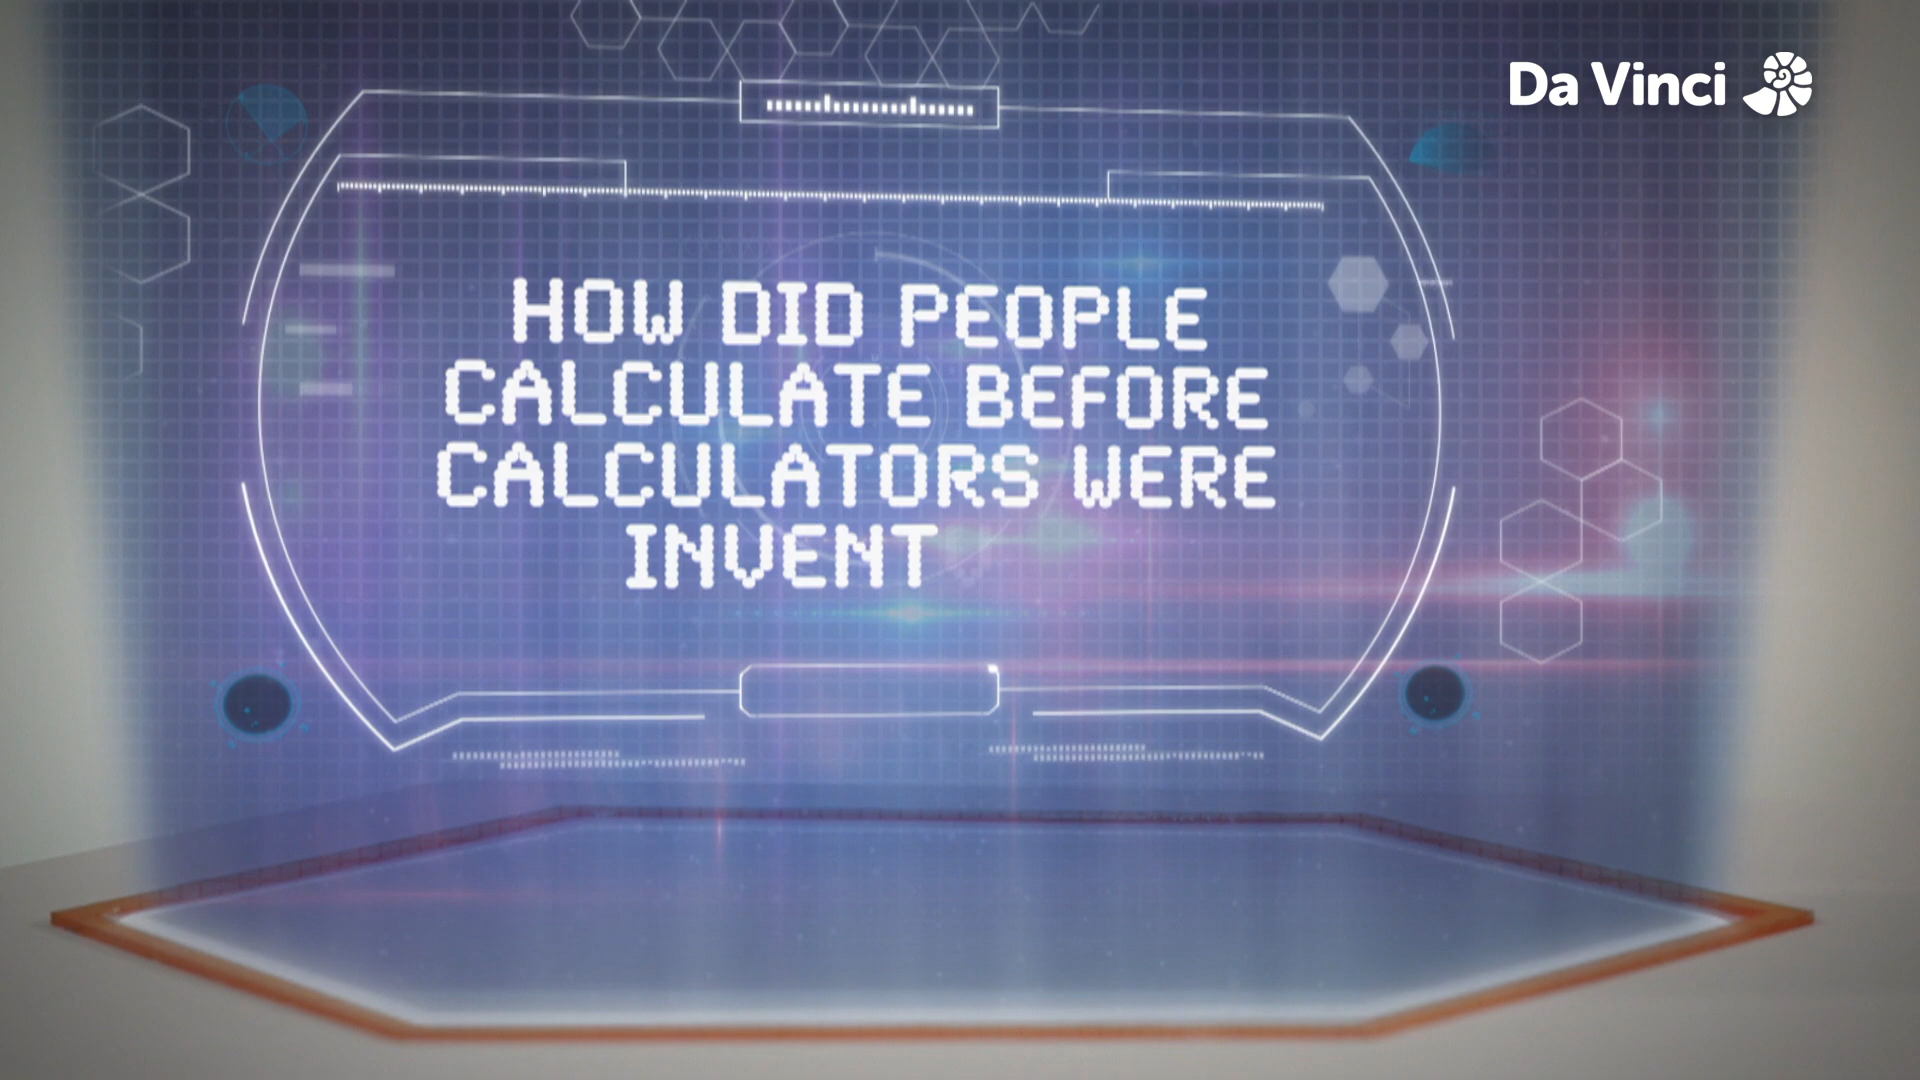 Da Vinci
HOW DID PEOPLE
CALCULATE BEFORE
CALCULATORS WERE
INVENT